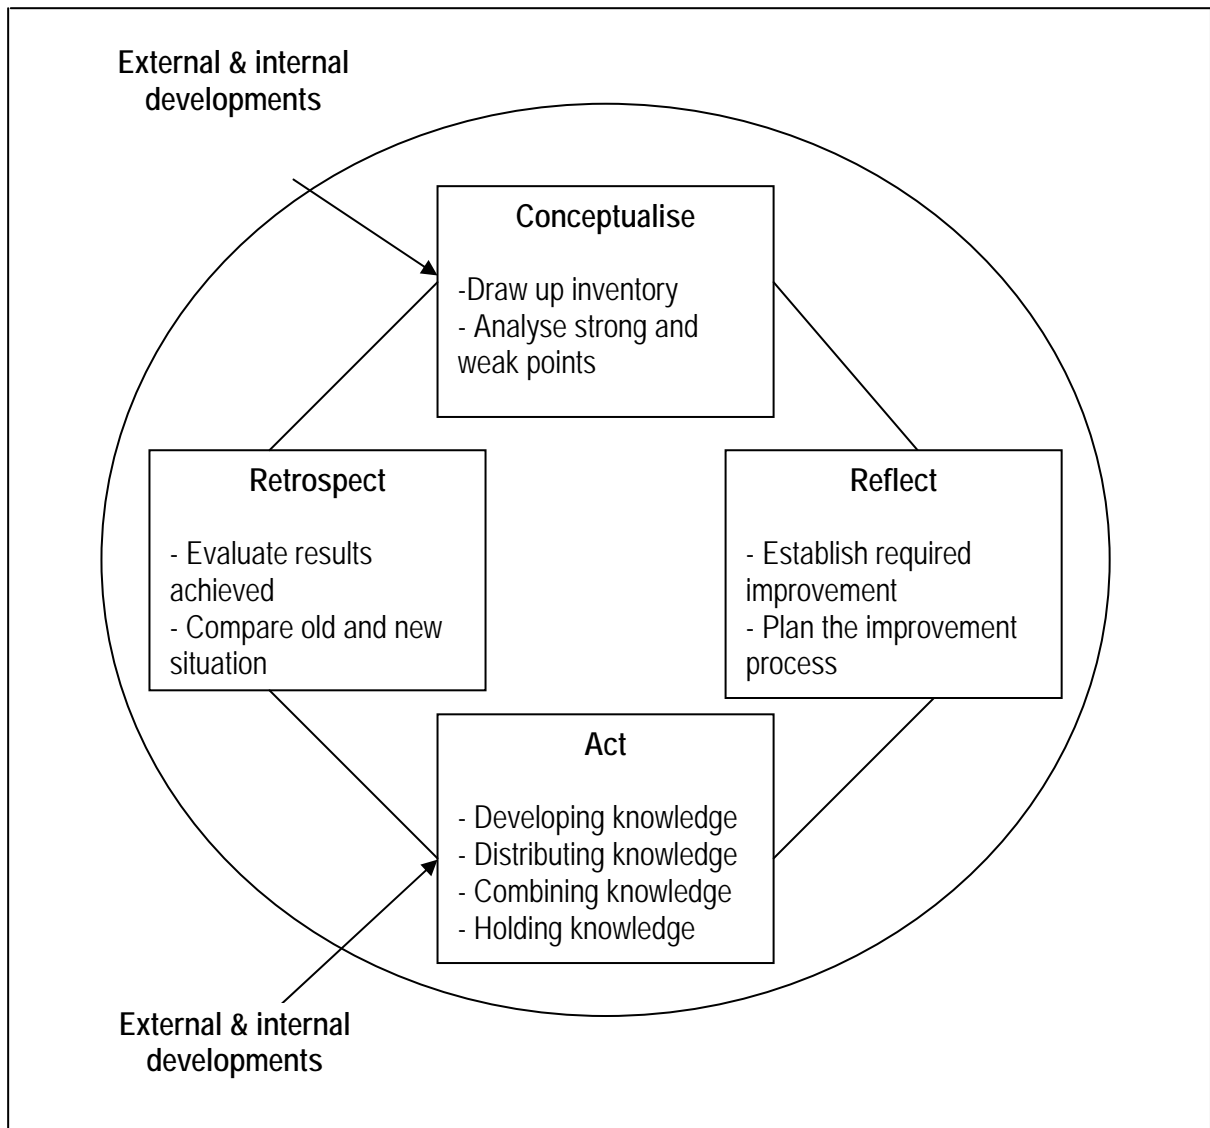 External & internal
developments
Conceptualise
-Draw up inventory
- Analyse strong and
weak points
Retrospect
- Evaluate results
achieved
- Compare old and new
situation
Reflect
- Establish required
improvement
- Plan the improvement
process
Act
- Developing knowledge
- Distributing knowledge
- Combining knowledge
- Holding knowledge
External & internal
developments